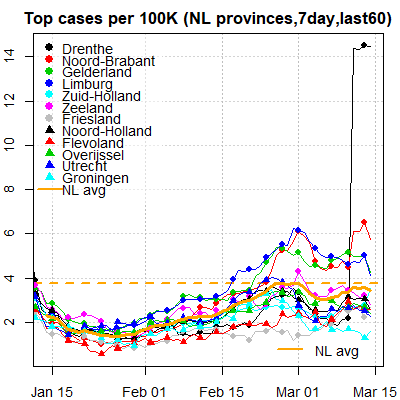 Top cases per 100K (NL provinces,7day,last60)
14
12
10
8
6
4
2
Drenthe
Noord-Brabant
Gelderland
Limburg
Zuid-Holland
Zeeland
Friesland
Noord-Holland
Flevoland
Overijssel
Utrecht
Groningen
NL avg
NL avg
Jan 15
Feb 01
Feb 15
Mar 01
Mar 15